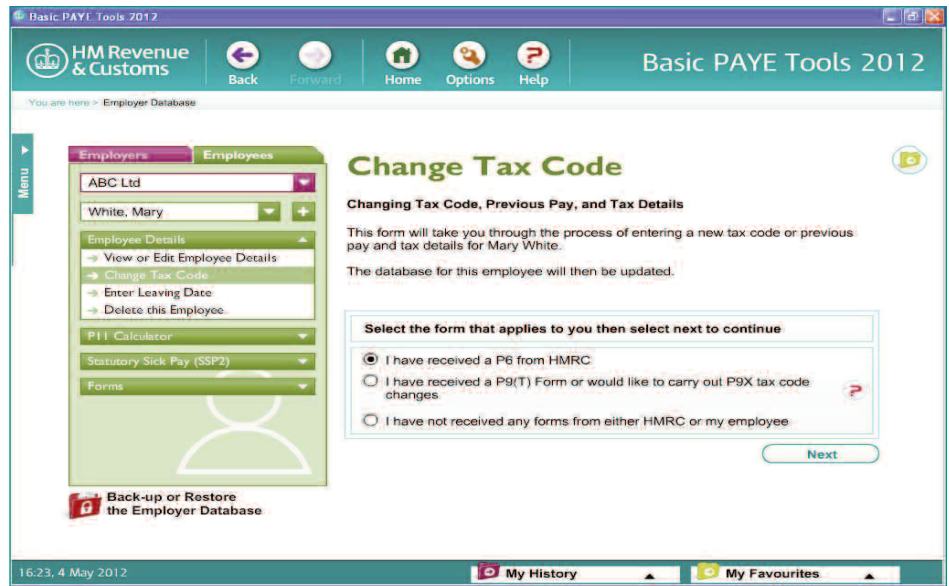 Basic PAYE Tools 2012
HM Revenue
& Customs
Back
Forward
Home
Options
Help
Basic PAYE Tools 2012
You are here > Employer Database
Menu
Employers
Employees
ABC Ltd
White, Mary
Employee Details
View or Edit Employee Details
Change Tax Code
Enter Leaving Date
Delete this Employee
P11 Calculator
Statutory Sick Pay (SSP2)
Forms
Back-up or Restore
the Employer Database
Change Tax Code
Changing Tax Code, Previous Pay, and Tax Details
This form will take you through the process of entering a new tax code or previous
pay and tax details for Mary White.
The database for this employee will then be updated.
Select the form that applies to you then select next to continue
I have received a P6 from HMRC
I have received a P9(T) Form or would like to carry out P9X tax code
changes
I have not received any forms from either HMRC or my employee
Next
16:23, 4 May 2012
My History
My Favourites